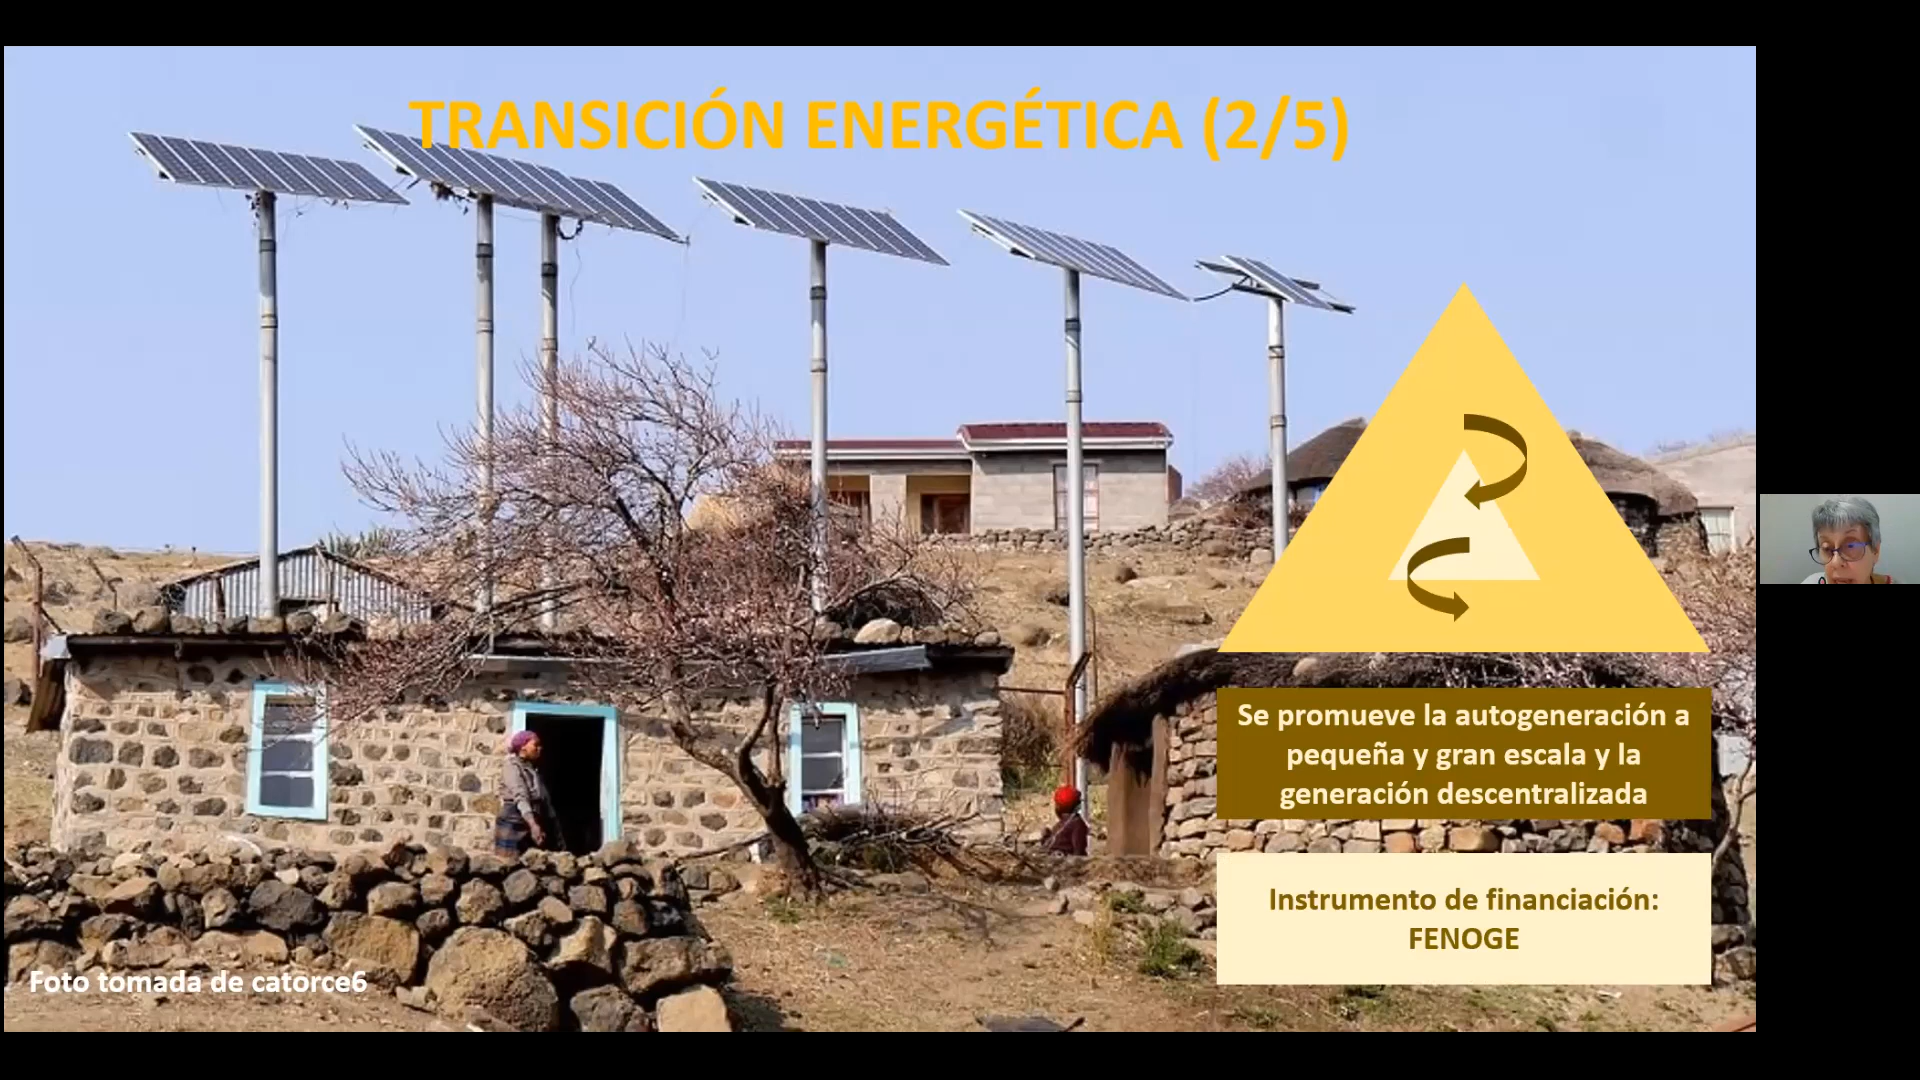 TRANSICIÓN ENERGÉTICA (2/5)
Se promueve la autogeneración a
pequeña y gran escala y la
generación descentralizada
Instrumento de financiación:
FENOGE
Foto tomada de catorce6